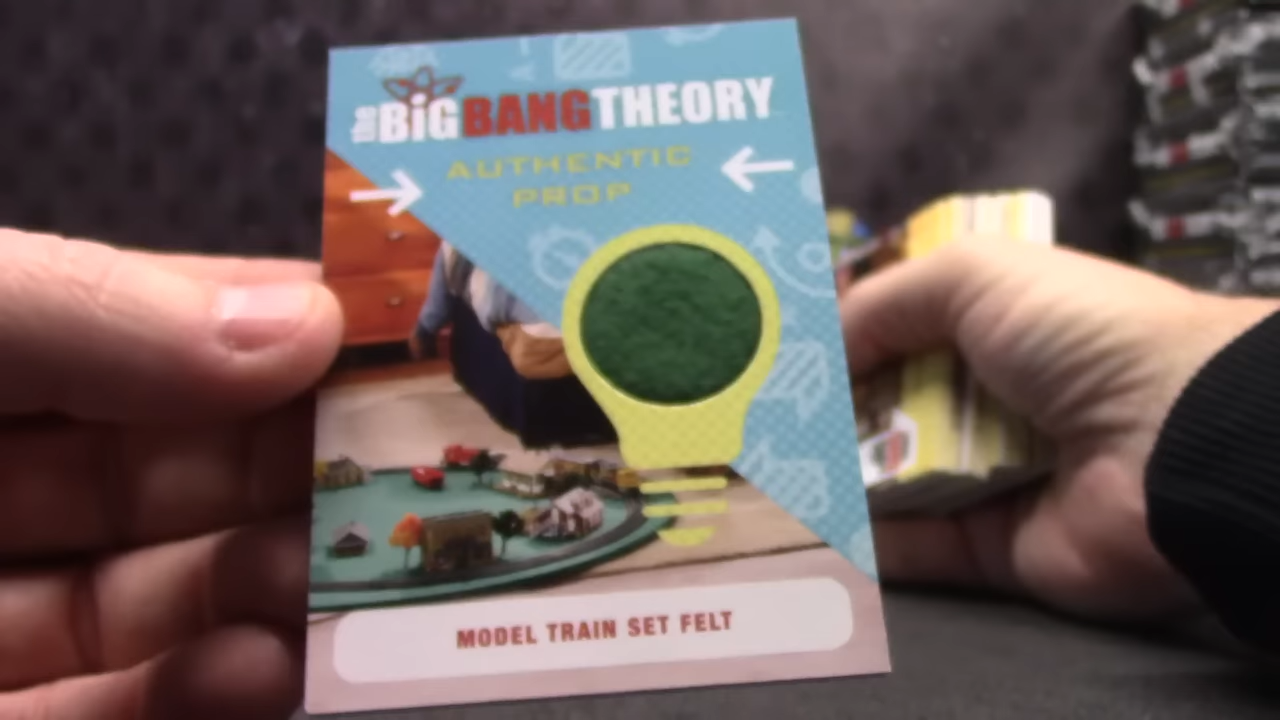 the BiG BANG THEORY
AUTHENTIC
PROP
MODEL TRAIN SET FELT